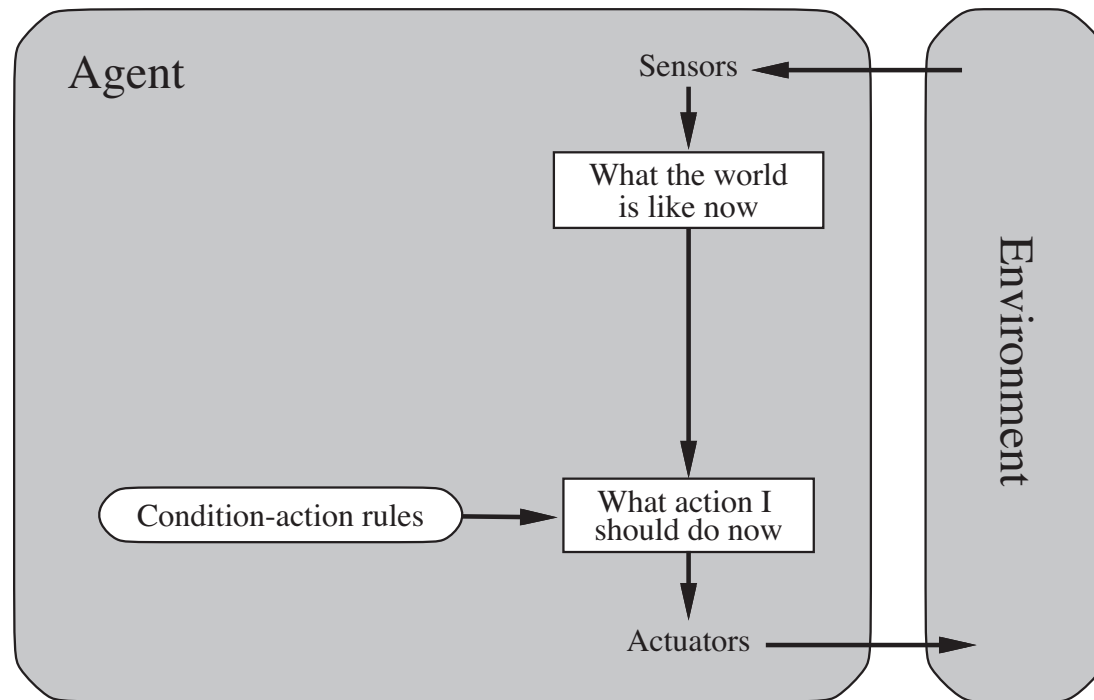 Agent
Sensors
What the world
is like now
Environment
Condition-action rules
What action I
should do now
Actuators